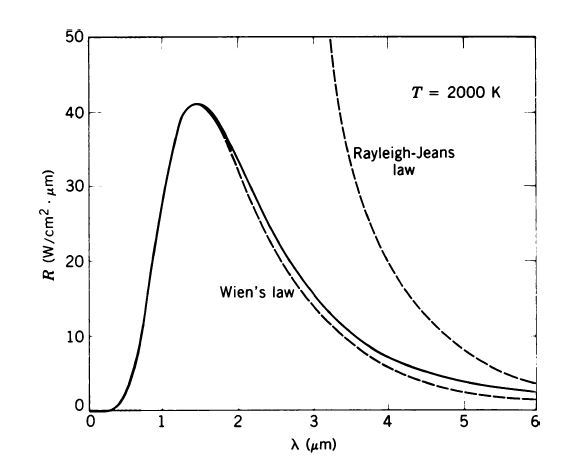 50
T = 2000 K
40
Rayleigh-Jeans
law
30
R (W/cm² · μm)
20
Wien's law
10
0
0 1 2 3 4 5 6
λ (μm)